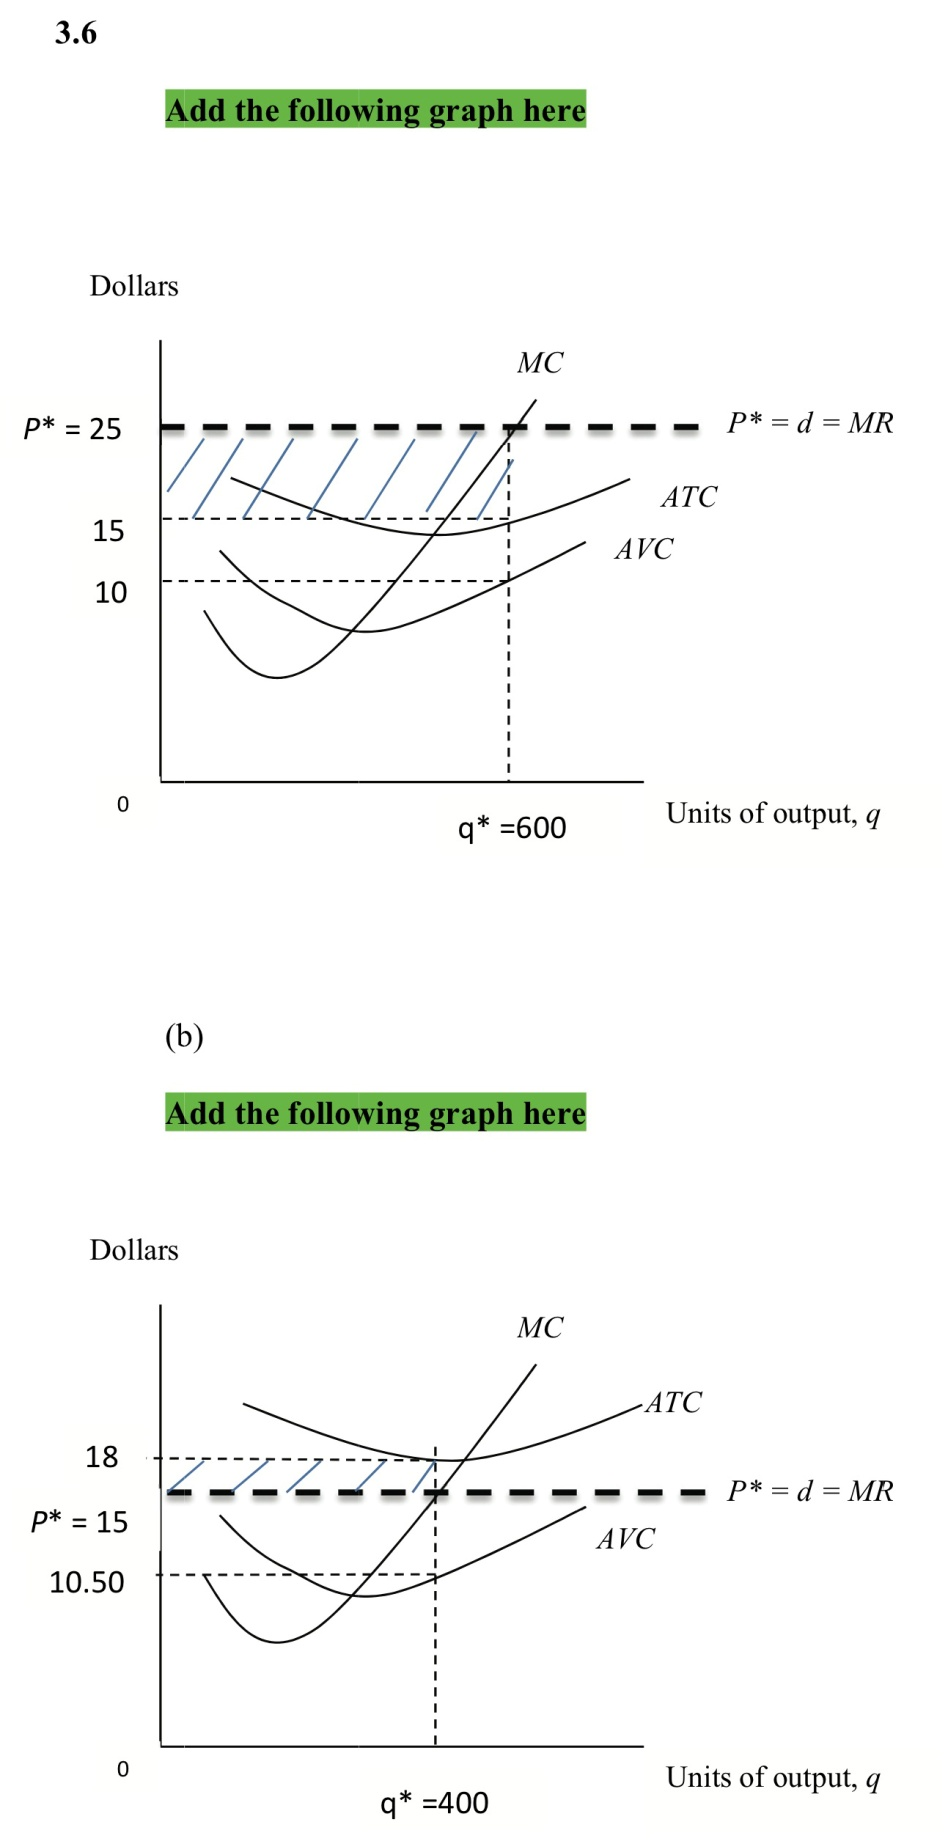 3.6
Add the following graph here
Dollars
MC
P* = 25
P* = d = MR
ATC
15
AVC
10
0
Units of output, q
q* =600
(b)
Add the following graph here
Dollars
MC
ATC
18
P* = d = MR
P* = 15
AVC
10.50
0
Units of output, q
q* =400